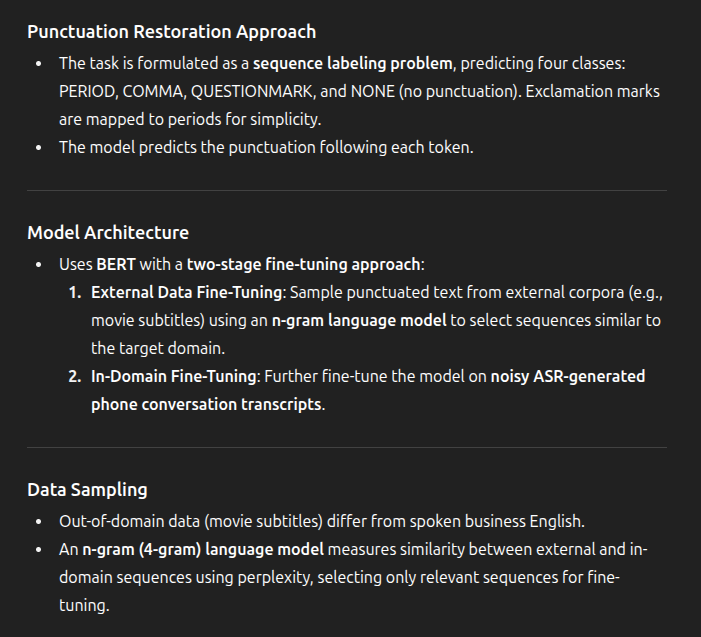 Punctuation Restoration Approach
• The task is formulated as a sequence labeling problem, predicting four classes:
PERIOD, COMMA, QUESTIONMARK, and NONE (no punctuation). Exclamation marks
are mapped to periods for simplicity.
• The model predicts the punctuation following each token.
Model Architecture
• Uses BERT with a two-stage fine-tuning approach:
1. External Data Fine-Tuning: Sample punctuated text from external corpora (e.g.,
movie subtitles) using an n-gram language model to select sequences similar to
the target domain.
2. In-Domain Fine-Tuning: Further fine-tune the model on noisy ASR-generated
phone conversation transcripts.
Data Sampling
• Out-of-domain data (movie subtitles) differ from spoken business English.
• An n-gram (4-gram) language model measures similarity between external and in-
domain sequences using perplexity, selecting only relevant sequences for fine-
tuning.